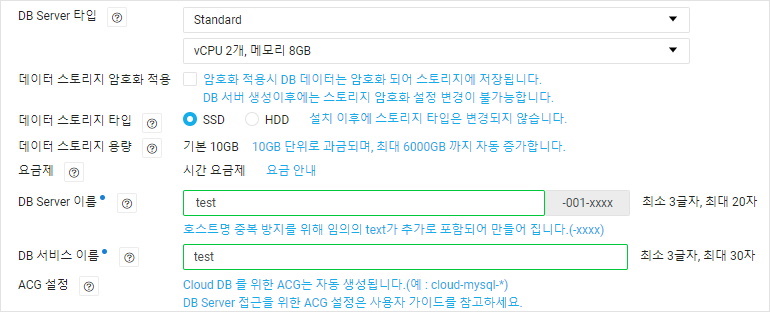 DB Server 타입 ? Standard
vCPU 2개, 메모리 8GB
데이터 스토리지 암호화 적용 암호화 적용시 DB 데이터는 암호화 되어 스토리지에 저장됩니다.
DB 서버 생성이후에는 스토리지 암호화 설정 변경이 불가능합니다.
데이터 스토리지 타입 ? SSD HDD 설치 이후에 스토리지 타입은 변경되지 않습니다.
데이터 스토리지 용량 ? 기본 10GB 10GB 단위로 과금되며, 최대 6000GB 까지 자동 증가합니다.
요금제 ? 시간 요금제 요금 안내
DB Server 이름 ? test -001-xxxx 최소 3글자, 최대 20자
호스트명 중복 방지를 위해 임의의 text가 추가로 포함되어 만들어 집니다.(-xxxx)
DB 서비스 이름 ? test 최소 3글자, 최대 30자
ACG 설정 ? Cloud DB 를 위한 ACG는 자동 생성됩니다.(예 : cloud-mysql-*)
DB Server 접근을 위한 ACG 설정은 사용자 가이드를 참고하세요.